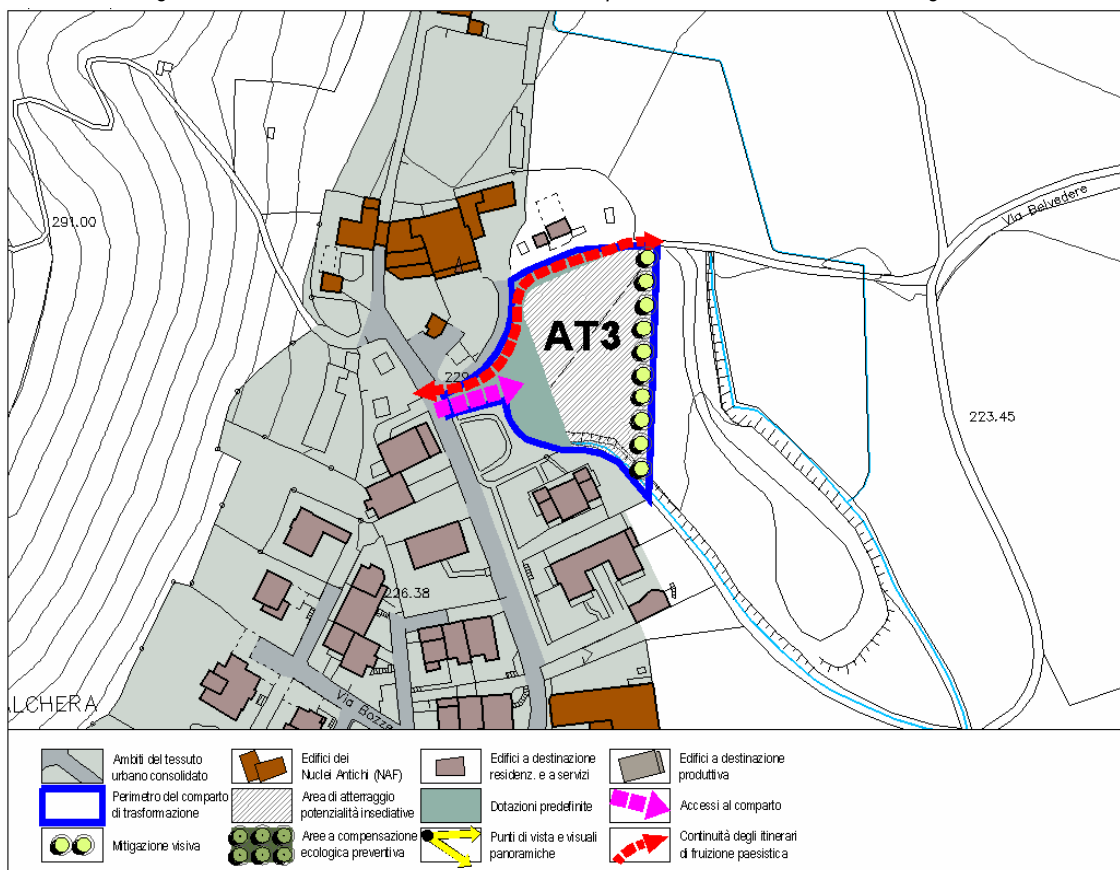 291.00
Via Belvedere
AT3
229
223.45
226.38
ALCHERA
Via Bozza
Ambiti del tessuto
urbano consolidato
Edifici dei
Nuclei Antichi (NAF)
Edifici a destinazione
residenz. e a servizi
Edifici a destinazione
produttiva
Perimetro del comparto
di trasformazione
Area di atterraggio
potenzialità insediative
Dotazioni predefinite
Accessi al comparto
Mitigazione visiva
Aree a compensazione
ecologica preventiva
Punti di vista e visuali
panoramiche
Continuità degli itinerari
di fruizione paesistica